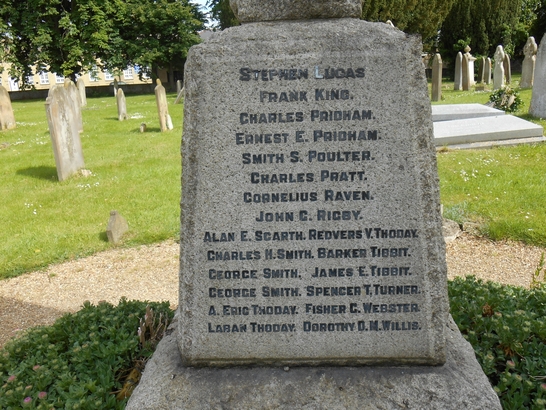 STEPHEN LUCAS
FRANK KING.
CHARLES PRIDHAM.
ERNEST E. PRIDHAM.
SMITH S. POULTER.
CHARLES PRATT.
CORNELIUS RAVEN.
JOHN C. RIGBY.
ALAN E. SCARTH. REDVERS V. THODAY.
CHARLES H. SMITH. BARKER TIBBIT.
GEORGE SMITH. JAMES E. TIBBIT.
GEORGE SMITH. SPENCER T. TURNER.
A. ERIC THODAY. FISHER C. WEBSTER.
LABAN THODAY. DOROTHY D. M. WILLIS.